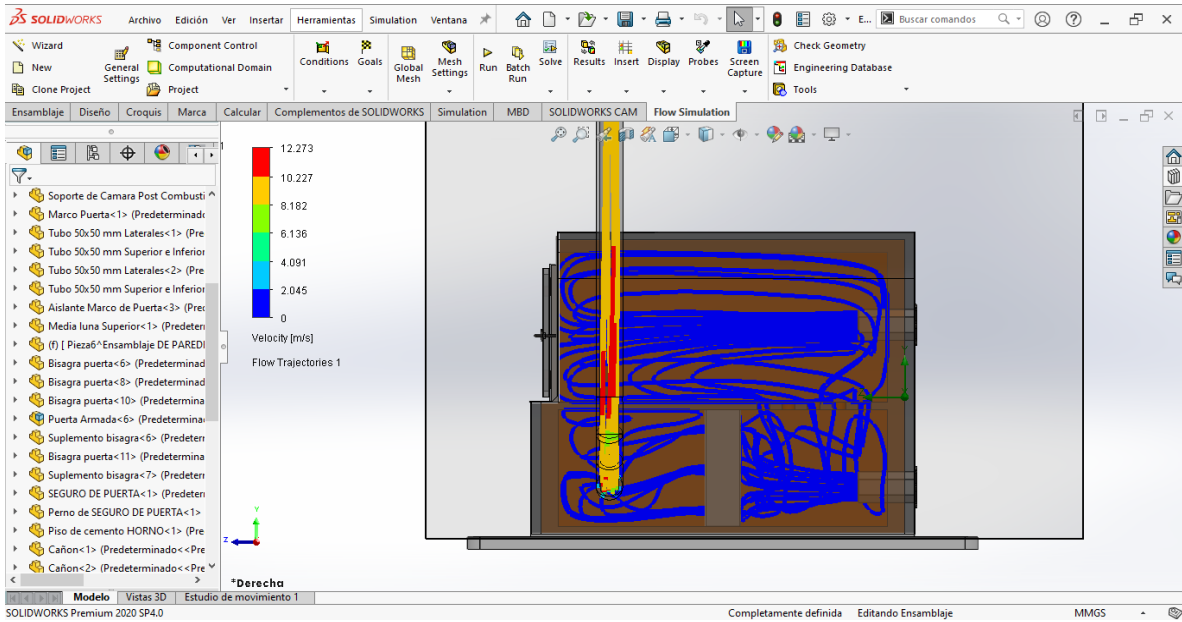 SOLIDWORKS Archivo Edición Ver Insertar Herramientas Simulation Ventana E... Buscar comandos
Wizard
New
Clone Project
General Settings
Component Control
Computational Domain
Project
Conditions
Goals
Global Mesh
Mesh Settings
Run
Batch Run
Solve
Results
Insert
Display
Probes
Screen Capture
Check Geometry
Engineering Database
Tools
Ensamblaje Diseño Croquis Marca Calcular Complementos de SOLIDWORKS Simulation MBD SOLIDWORKS CAM Flow Simulation
Soporte de Camara Post Combusti
Marco Puerta<1> (Predeterminado
Tubo 50x50 mm Laterales<1> (Pre
Tubo 50x50 mm Superior e Inferior
Tubo 50x50 mm Laterales<2> (Pre
Tubo 50x50 mm Superior e Inferior
Aislante Marco de Puerta<3> (Prec
Media luna Superior<1> (Predeteri
(f) [ Pieza6^Ensamblaje DE PAREDI
Bisagra puerta<6> (Predeterminad
Bisagra puerta<8> (Predeterminad
Bisagra puerta<10> (Predetermina
Puerta Armada<6> (Predeterminad
Suplemento bisagra<6> (Predeterr
Bisagra puerta<11> (Predetermina
Suplemento bisagra<7> (Predeterr
SEGURO DE PUERTA<1> (Predeterr
Perno de SEGURO DE PUERTA<1>
Piso de cemento HORNO<1> (Pre
Cañon<1> (Predeterminado<<Pre
Cañon<2> (Predeterminado<<Pre
12.273
10.227
8.182
6.136
4.091
2.045
0
Velocity [m/s]
Flow Trajectories 1
Y
Z
Y
*Derecha
Modelo Vistas 3D Estudio de movimiento 1
SOLIDWORKS Premium 2020 SP4.0 Completamente definida Editando Ensamblaje MMGS